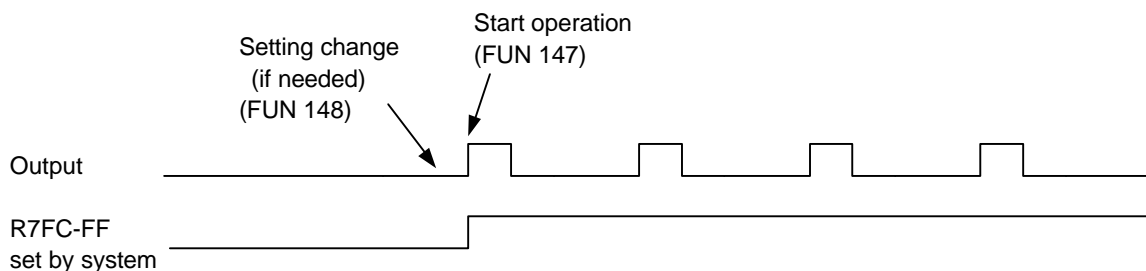 Start operation
(FUN 147)
Setting change
(if needed)
(FUN 148)
Output
R7FC-FF
set by system